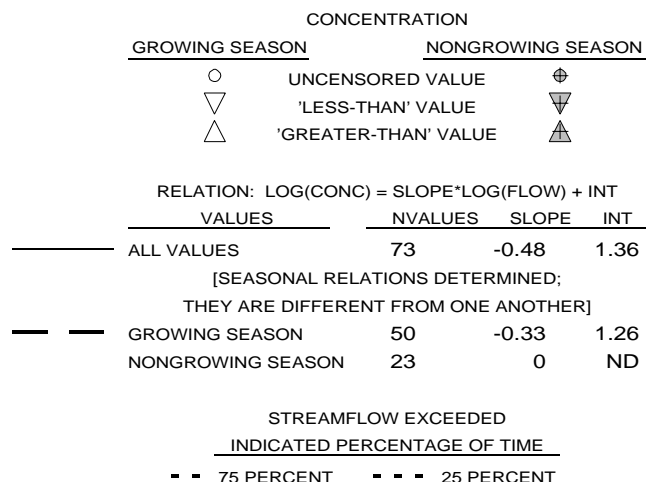 CONCENTRATION
GROWING SEASON NONGROWING SEASON
UNCENSORED VALUE
'LESS-THAN' VALUE
'GREATER-THAN' VALUE
RELATION: LOG(CONC) = SLOPE*LOG(FLOW) + INT
VALUES NVALUES SLOPE INT
ALL VALUES 73 -0.48 1.36
[SEASONAL RELATIONS DETERMINED;
THEY ARE DIFFERENT FROM ONE ANOTHER]
GROWING SEASON 50 -0.33 1.26
NONGROWING SEASON 23 0 ND
STREAMFLOW EXCEEDED
INDICATED PERCENTAGE OF TIME
75 PERCENT 25 PERCENT